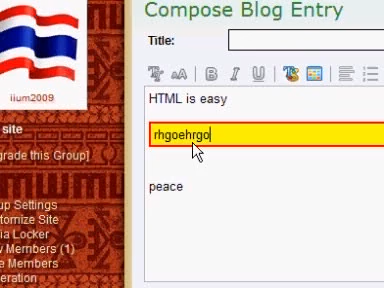 Compose Blog Entry
Title:
B I U
HTML is easy
rhgoehrgo
peace
iium2009
site
grade this Group]
up Settings
tomize Site
ia Locker
w Members (1)
e Members
eration